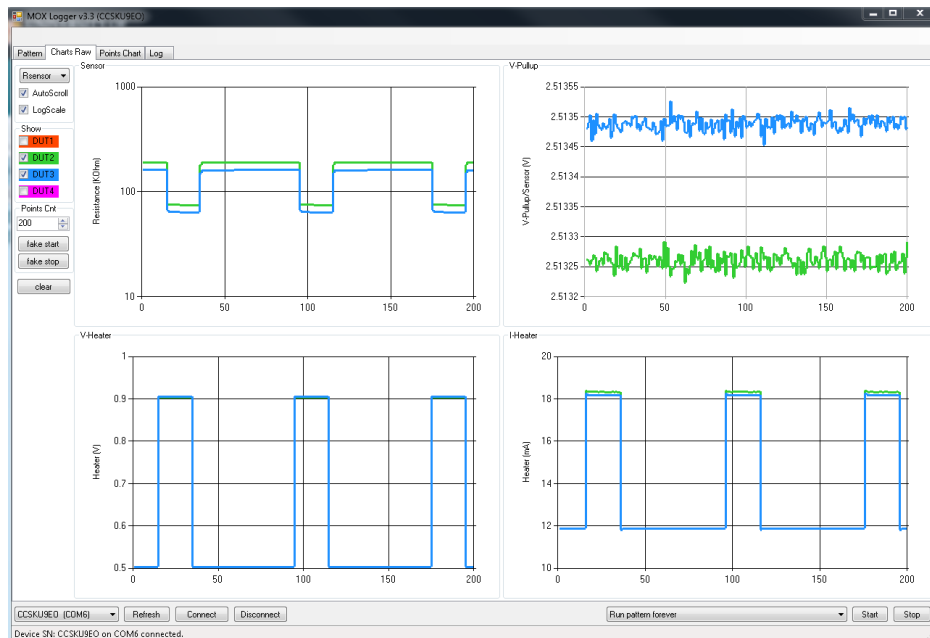 MOX Logger v3.3 (CCSKU9EO)
Pattern Charts Raw Points Chart Log
Rsensor
AutoScroll
LogScale
Show
DUT1
DUT2
DUT3
DUT4
Points Cnt
200
fake start
fake stop
clear
Sensor
Resistance (KOhm)
1000
100
10
0 50 100 150 200
V-Pullup
V-Pullup/Sensor (V)
2.51355
2.5135
2.51345
2.5134
2.51335
2.5133
2.51325
2.5132
50 100 150 200
V-Heater
Heater (V)
1
0.9
0.8
0.7
0.6
0.5
0 50 100 150 200
I-Heater
Heater (mA)
20
18
16
14
12
10
0 50 100 150 200
CCSKU9EO (COM6) Refresh Connect Disconnect Run pattern forever Start Stop
Device SN: CCSKU9EO on COM6 connected.